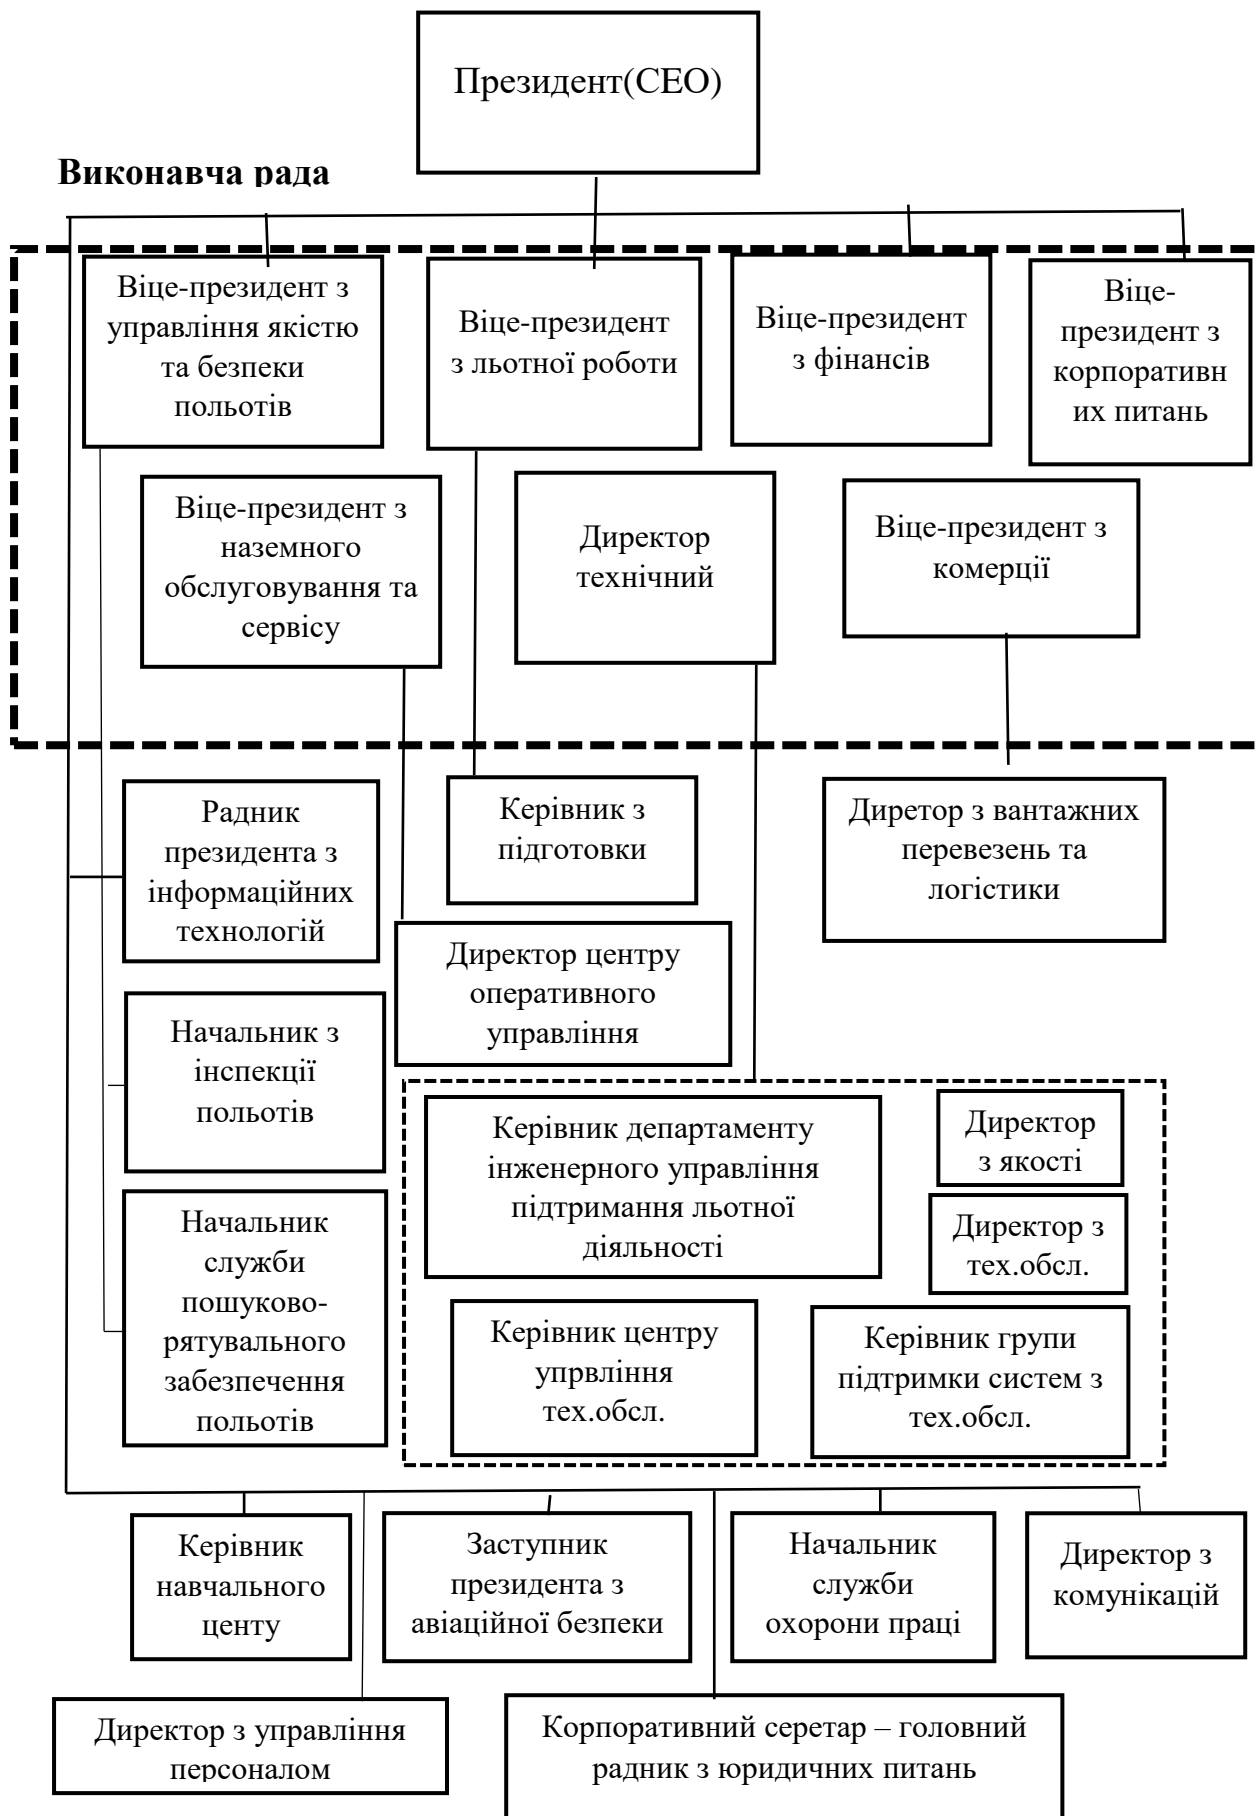 Президент(CEO)
Виконавча рада
Віце-президент з
управління якістю
та безпеки
польотів
Віце-президент
з льотної роботи
Віце-президент
з фінансів
Віце-
президент з
корпоративн
их питань
Віце-президент з
наземного
обслуговування та
сервісу
Директор
технічний
Віце-президент з
комерції
Радник
президента з
інформаційних
технологій
Керівник з
підготовки
Диретор з вантажних
перевезень та
логістики
Директор центру
оперативного
управління
Начальник з
інспекції
польотів
Керівник департаменту
інженерного управління
підтримання льотної
діяльності
Директор
з якості
Директор з
тех.обсл.
Начальник
служби
пошуково-
рятувального
забезпечення
польотів
Керівник центру
упрвління
тех.обсл.
Керівник групи
підтримки систем з
тех.обсл.
Керівник
навчального
центу
Заступник
президента з
авіаційної безпеки
Начальник
служби
охорони праці
Директор з
комунікацій
Директор з управління
персоналом
Корпоративний серетар – головний
радник з юридичних питань